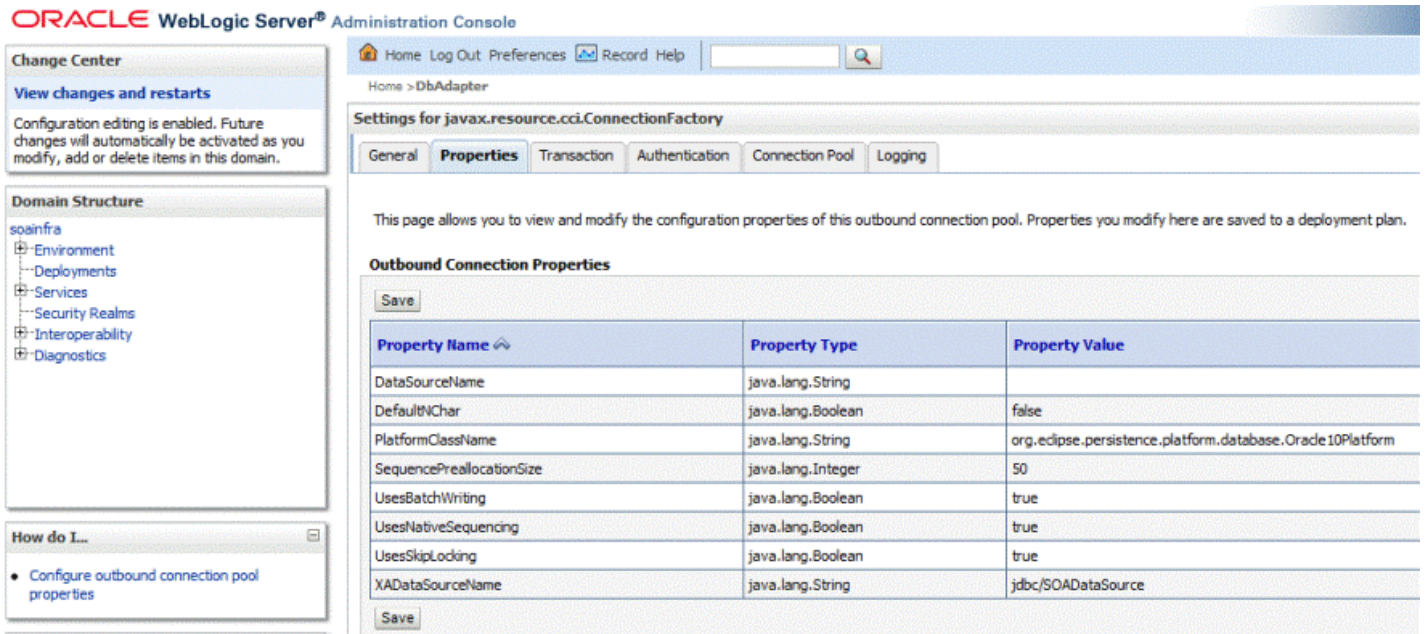 ORACLE WebLogic Server® Administration Console
Change Center
View changes and restarts
Configuration editing is enabled. Future
changes will automatically be activated as you
modify, add or delete items in this domain.
Domain Structure
soainfra
Environment
Deployments
Services
Security Realms
Interoperability
Diagnostics
How do I...
Configure outbound connection pool
properties
Home Log Out Preferences Record Help
Home >DbAdapter
Settings for javax.resource.cci.ConnectionFactory
General Properties Transaction Authentication Connection Pool Logging
This page allows you to view and modify the configuration properties of this outbound connection pool. Properties you modify here are saved to a deployment plan.
Outbound Connection Properties
Save
Property Name Property Type Property Value
DataSourceName java.lang.String
DefaultNChar java.lang.Boolean false
PlatformClassName java.lang.String org.eclipse.persistence.platform.database.Oracle10Platform
SequencePreallocationSize java.lang.Integer 50
UsesBatchWriting java.lang.Boolean true
UsesNativeSequencing java.lang.Boolean true
UsesSkipLocking java.lang.Boolean true
XADataSourceName java.lang.String jdbc/SOADataSource
Save